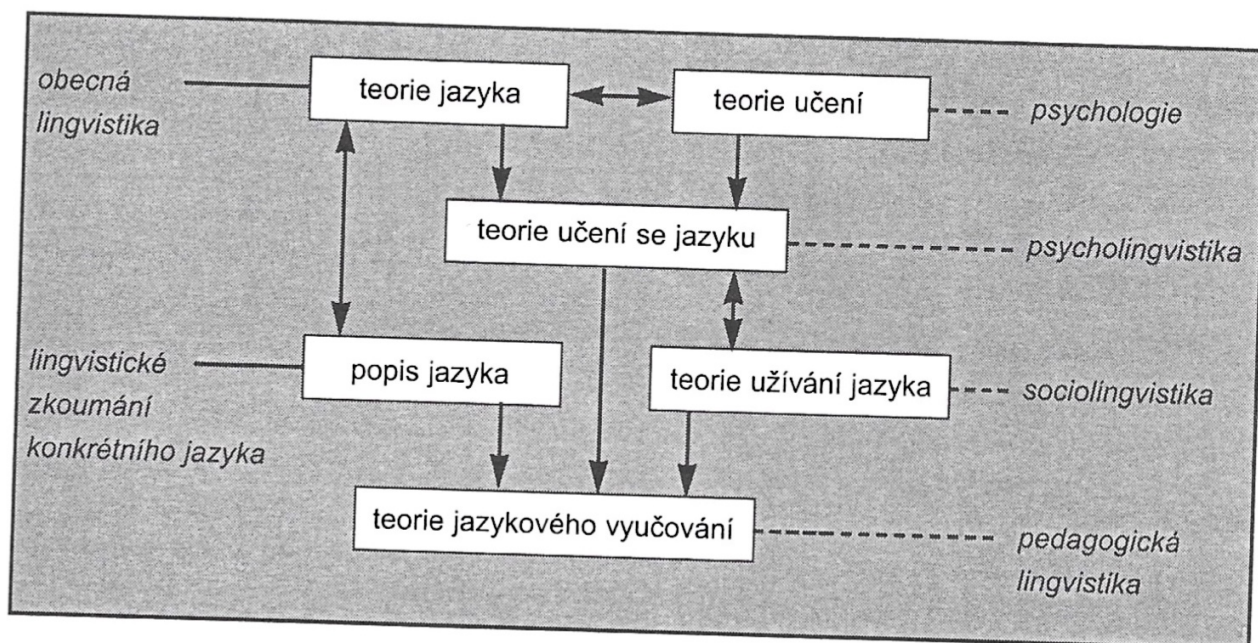 obecná
lingvistika
teorie jazyka
teorie učení
psychologie
teorie učení se jazyku
psycholingvistika
lingvistické
zkoumání
konkrétního jazyka
popis jazyka
teorie užívání jazyka
sociolingvistika
teorie jazykového vyučování
pedagogická
lingvistika